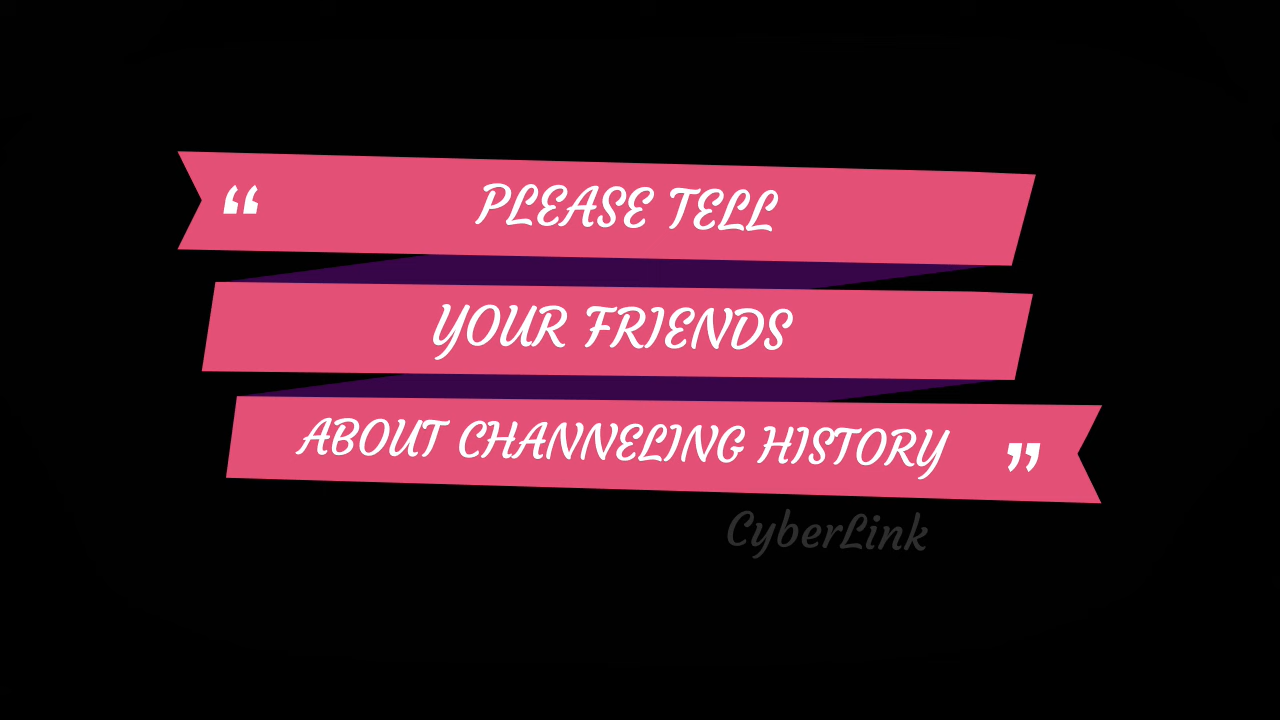 “ PLEASE TELL
YOUR FRIENDS
ABOUT CHANNELING HISTORY ”
CyberLink